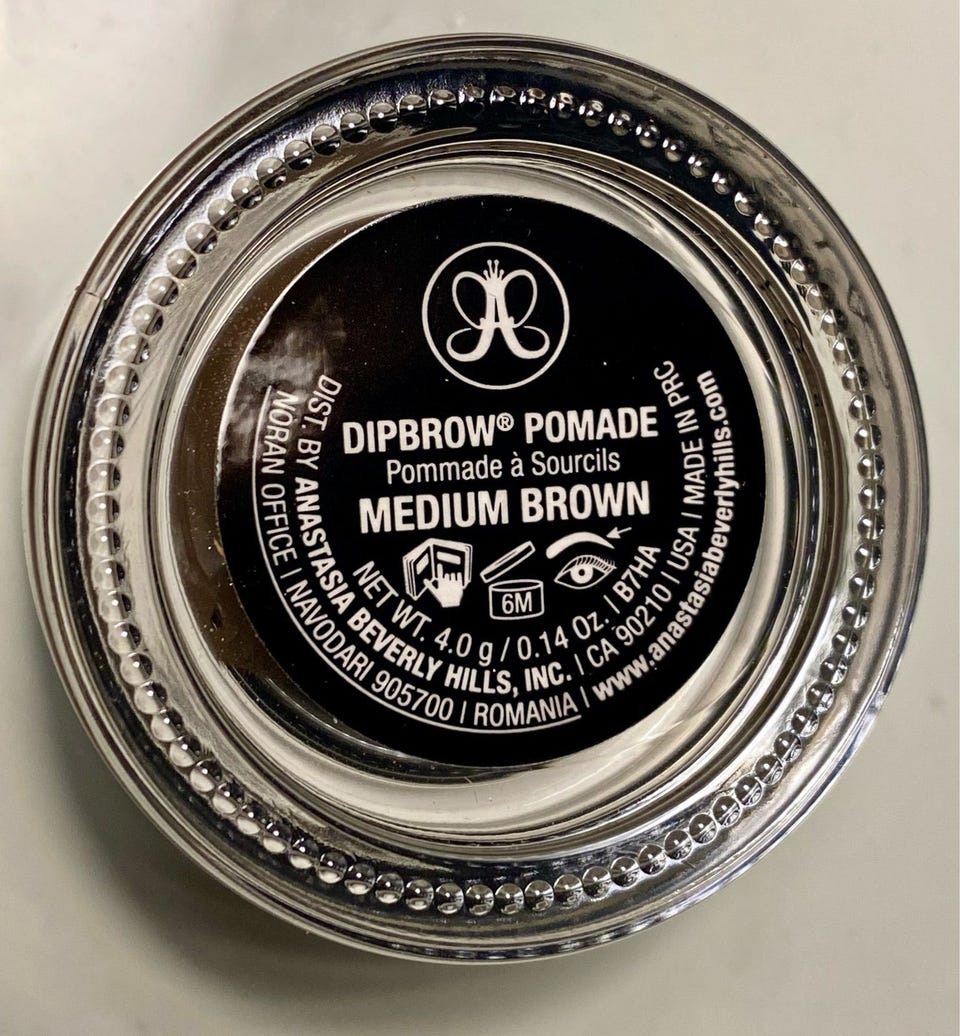 DIPBROW® POMADE
Pommade à Sourcils
MEDIUM BROWN
6M
NET WT. 4.0 g / 0.14 Oz. | B7HA
DIST. BY ANASTASIA BEVERLY HILLS, INC. | CA 90210 | USA | MADE IN PRC
MORAN OFFICE | NAVODARI 905700 | ROMANIA | www.anastasiabeverlyhills.com